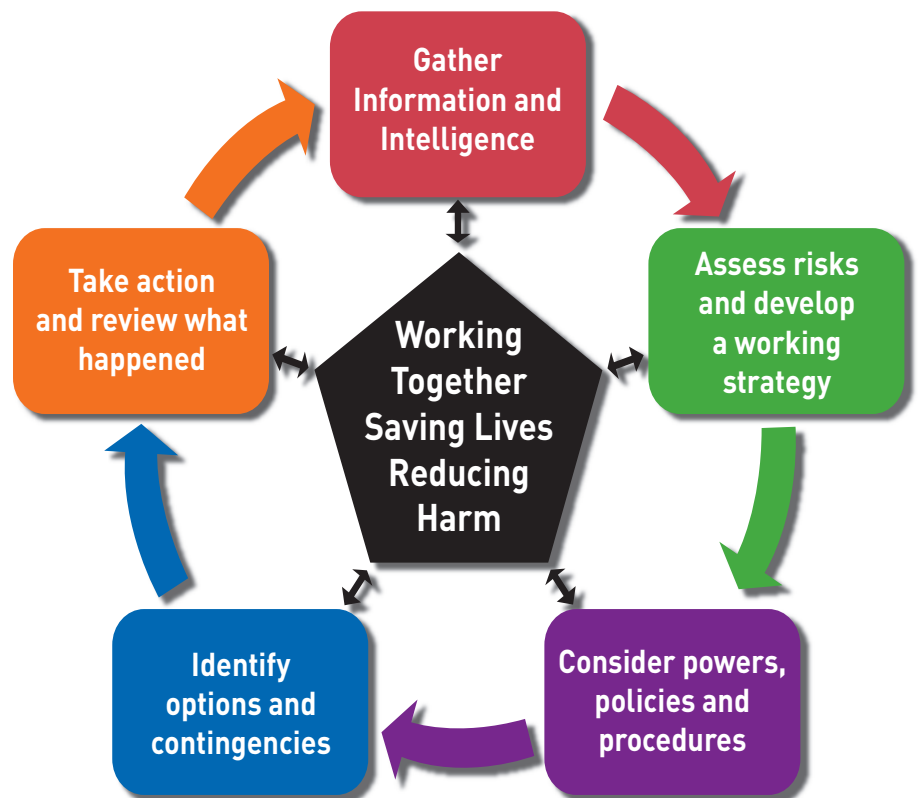 Gather
Information and
Intelligence
Assess risks
and develop
a working
strategy
Consider powers,
policies and
procedures
Identify
options and
contingencies
Take action
and review what
happened
Working
Together
Saving Lives
Reducing
Harm